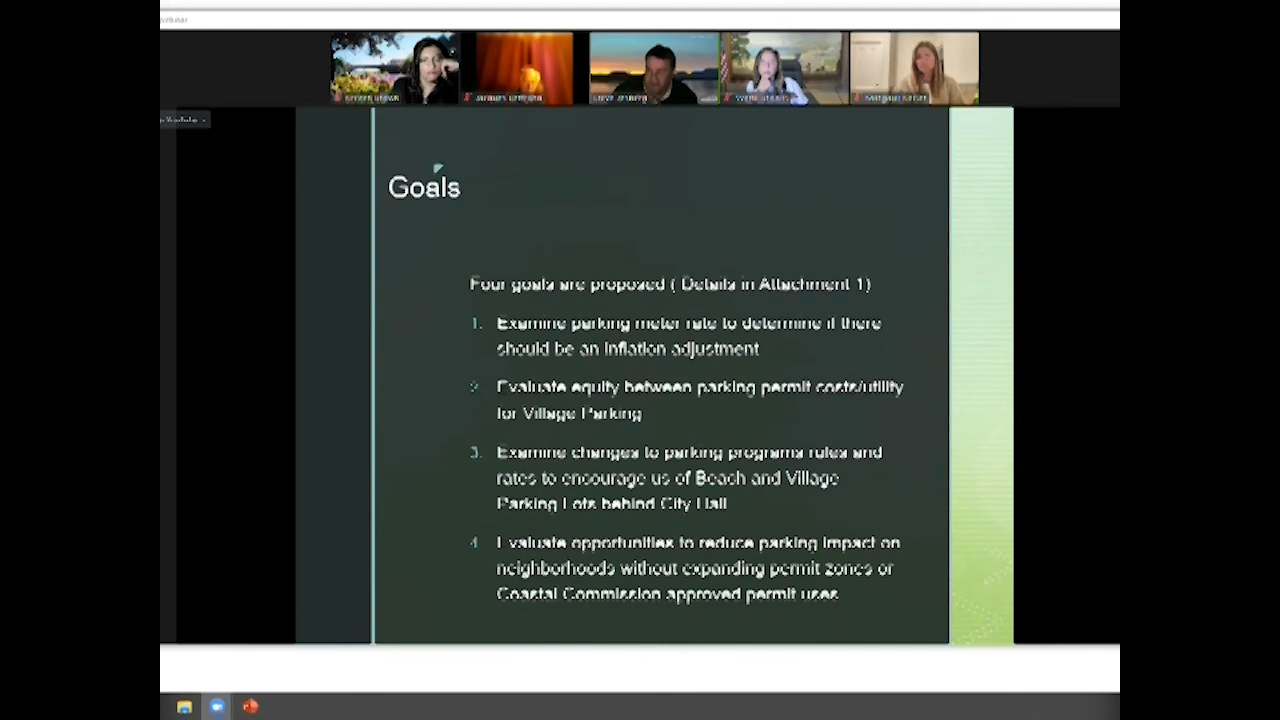 Goals
Four goals are proposed ( Details in Attachment 1)
1. Examine parking meter rate to determine if there
should be an inflation adjustment
2. Evaluate equity between parking permit costs/utility
for Village Parking
3. Examine changes to parking programs rules and
rates to encourage us of Beach and Village
Parking Lots behind City Hall
4. Evaluate opportunities to reduce parking impact on
neighborhoods without expanding permit zones or
Coastal Commission approved permit uses